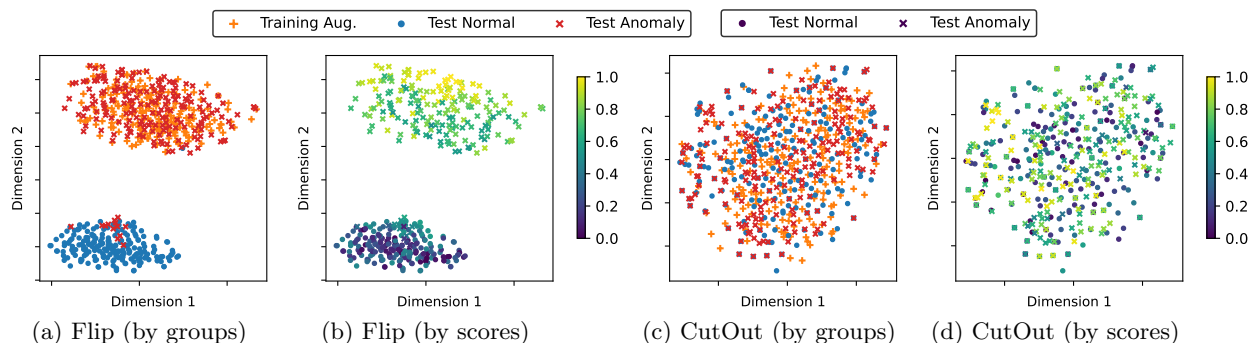 Training Aug. Test Normal Test Anomaly Test Normal Test Anomaly
Dimension 2
Dimension 1
(a) Flip (by groups)
Dimension 2
Dimension 1
1.0
0.8
0.6
0.4
0.2
0.0
(b) Flip (by scores)
Dimension 2
Dimension 1
(c) CutOut (by groups)
Dimension 2
Dimension 1
1.0
0.8
0.6
0.4
0.2
0.0
(d) CutOut (by scores)